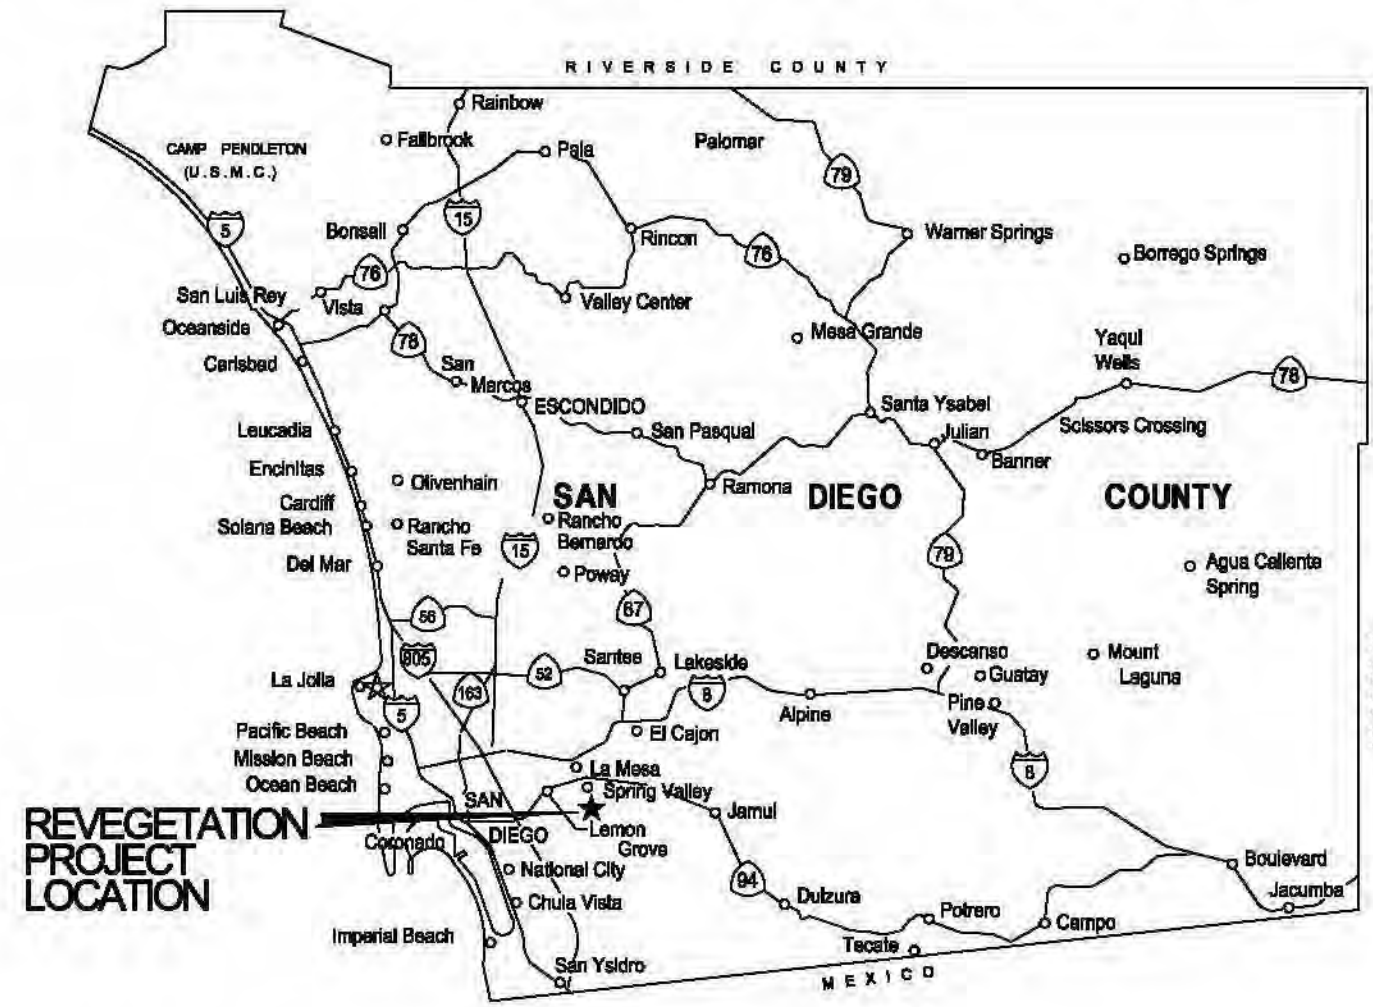 RIVERSIDE COUNTY
Rainbow
Fallbrook
Pala
Palomar
CAMP PENDLETON
(U.S.M.C.)
79
5
15
Bonsall
Rincon
76
Warner Springs
Borrego Springs
76
San Luis Rey
Vista
Valley Center
Oceanside
78
Mesa Grande
Yaqui
Wells
Carlsbad
San
Marcos
78
ESCONDIDO
Santa Ysabel
Leucadia
San Pasqual
Julian
Scissors Crossing
Banner
Encinitas
Olivenhain
Ramona
SAN DIEGO COUNTY
Cardiff
Solana Beach
Rancho
Santa Fe
Rancho
Bernardo
15
79
Del Mar
Poway
Agua Caliente
Spring
56
67
805
Santee
Lakeside
Descanso
Mount
Laguna
La Jolla
163
52
8
Guatay
5
Alpine
Pine
Valley
Pacific Beach
El Cajon
Mission Beach
La Mesa
8
Ocean Beach
SAN
DIEGO
Spring Valley
REVEGETATION
PROJECT
LOCATION
Jamul
Lemon
Grove
Coronado
National City
94
Boulevard
Chula Vista
Dulzura
Jacumba
Potrero
Campo
Imperial Beach
Tecate
San Ysidro
MEXICO